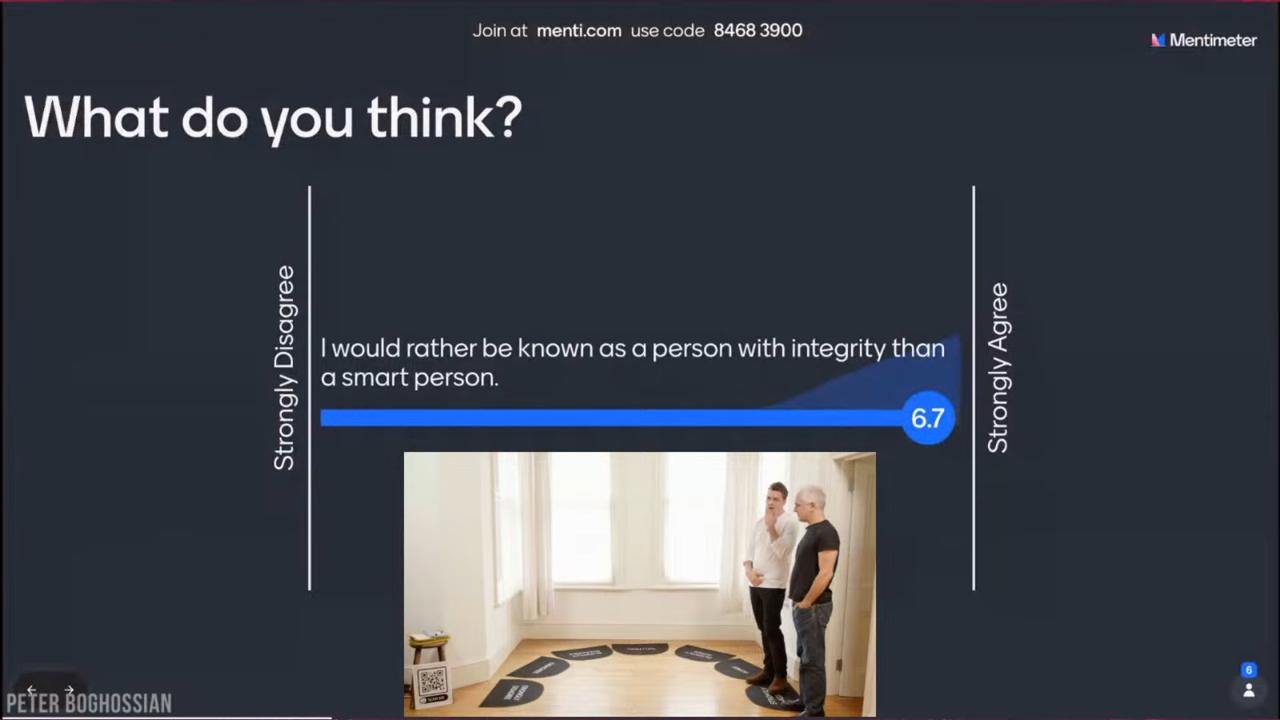 Join at menti.com use code 8468 3900
Mentimeter
What do you think?
Strongly Disagree
I would rather be known as a person with integrity than
a smart person.
6.7
Strongly Agree
6
PETER BOGHOSSIAN